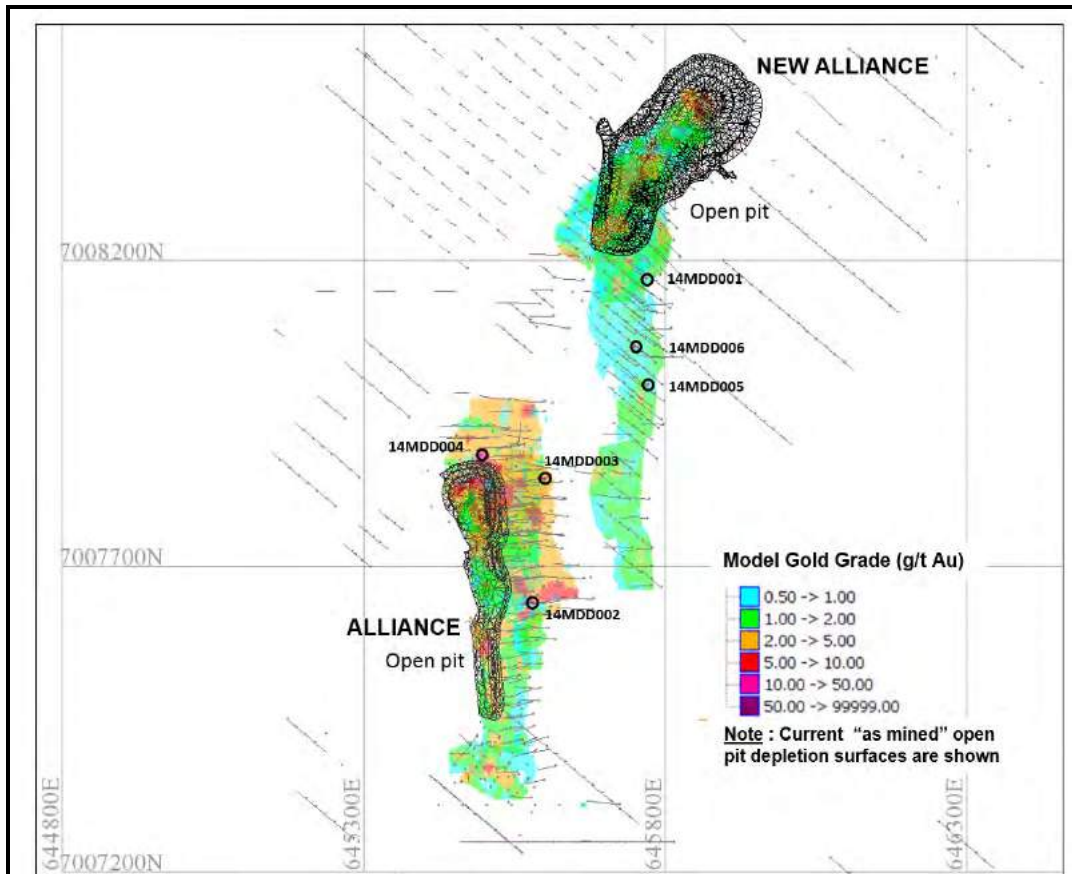 NEW ALLIANCE
Open pit
7008200N
14MDD001
14MDD006
14MDD005
14MDD004
14MDD003
7007700N
Model Gold Grade (g/t Au)
0.50 -> 1.00
1.00 -> 2.00
2.00 -> 5.00
5.00 -> 10.00
10.00 -> 50.00
50.00 -> 99999.00
Note : Current “as mined” open
pit depletion surfaces are shown
14MDD002
ALLIANCE
Open pit
644800E
645300E
645800E
646300E
7007200N